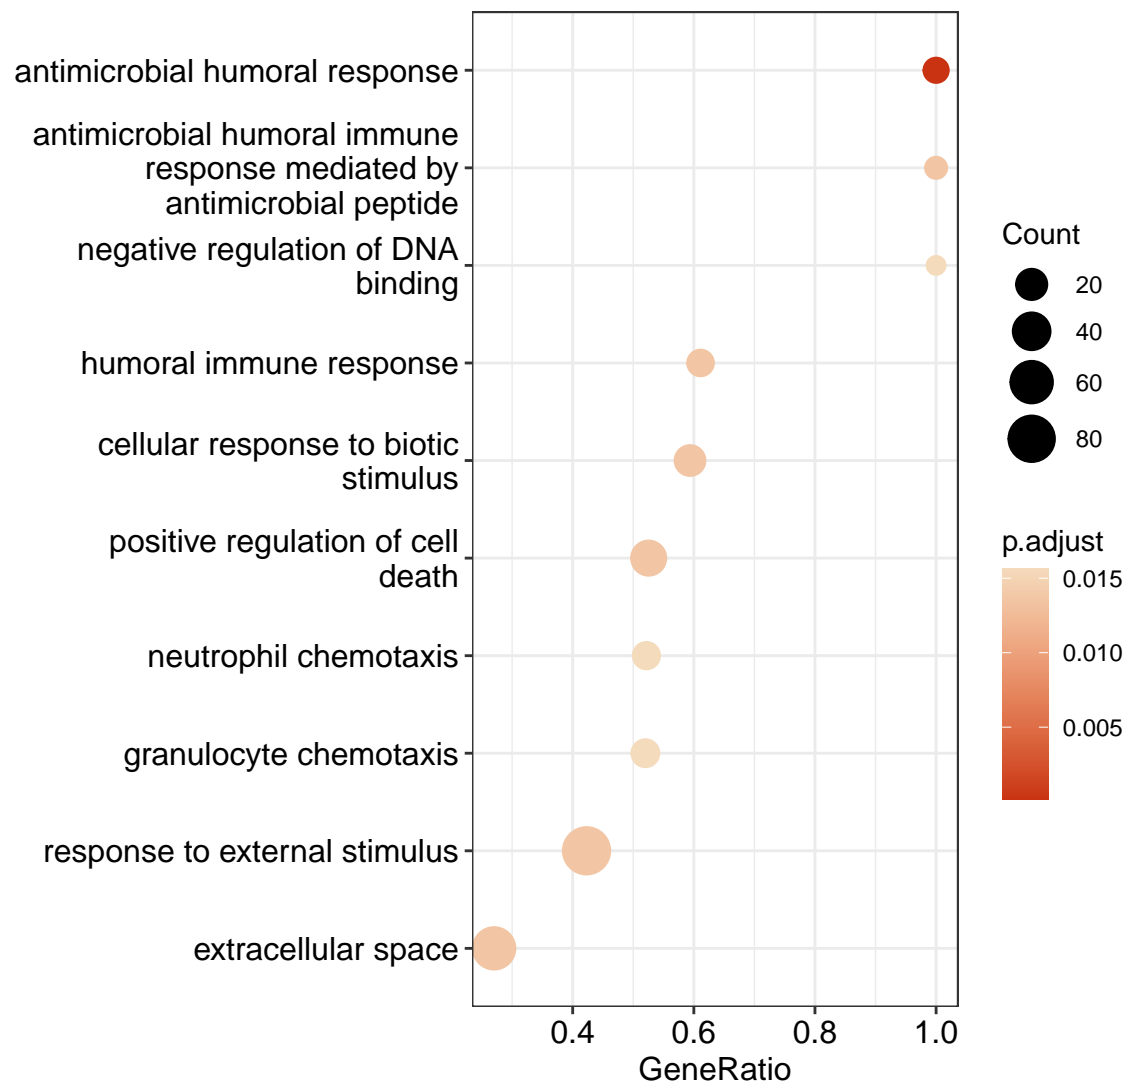 antimicrobial humoral response
antimicrobial humoral immune
response mediated by
antimicrobial peptide
negative regulation of DNA
binding
humoral immune response
cellular response to biotic
stimulus
positive regulation of cell
death
neutrophil chemotaxis
granulocyte chemotaxis
response to external stimulus
extracellular space
0.4 0.6 0.8 1.0
GeneRatio
Count
20
40
60
80
p.adjust
0.015
0.010
0.005